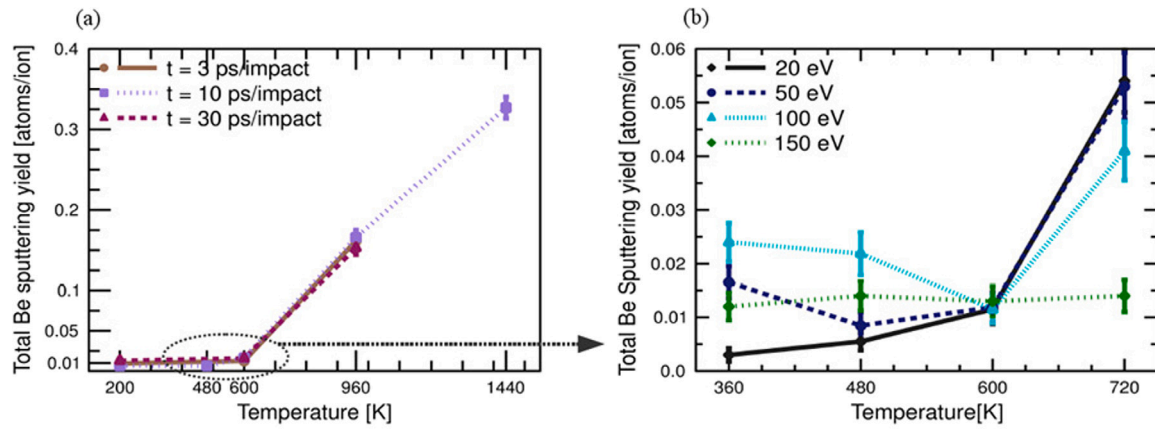 (a)
(b)
Total Be sputtering yield [atoms/ion]
0.4
0.3
0.2
0.1
0.05
0.01
t = 3 ps/impact
t = 10 ps/impact
t = 30 ps/impact
200 480 600 960 1440
Temperature [K]
Total Be Sputtering yield [atoms/ion]
0.06
0.05
0.04
0.03
0.02
0.01
0.0
20 eV
50 eV
100 eV
150 eV
360 480 600 720
Temperature[K]